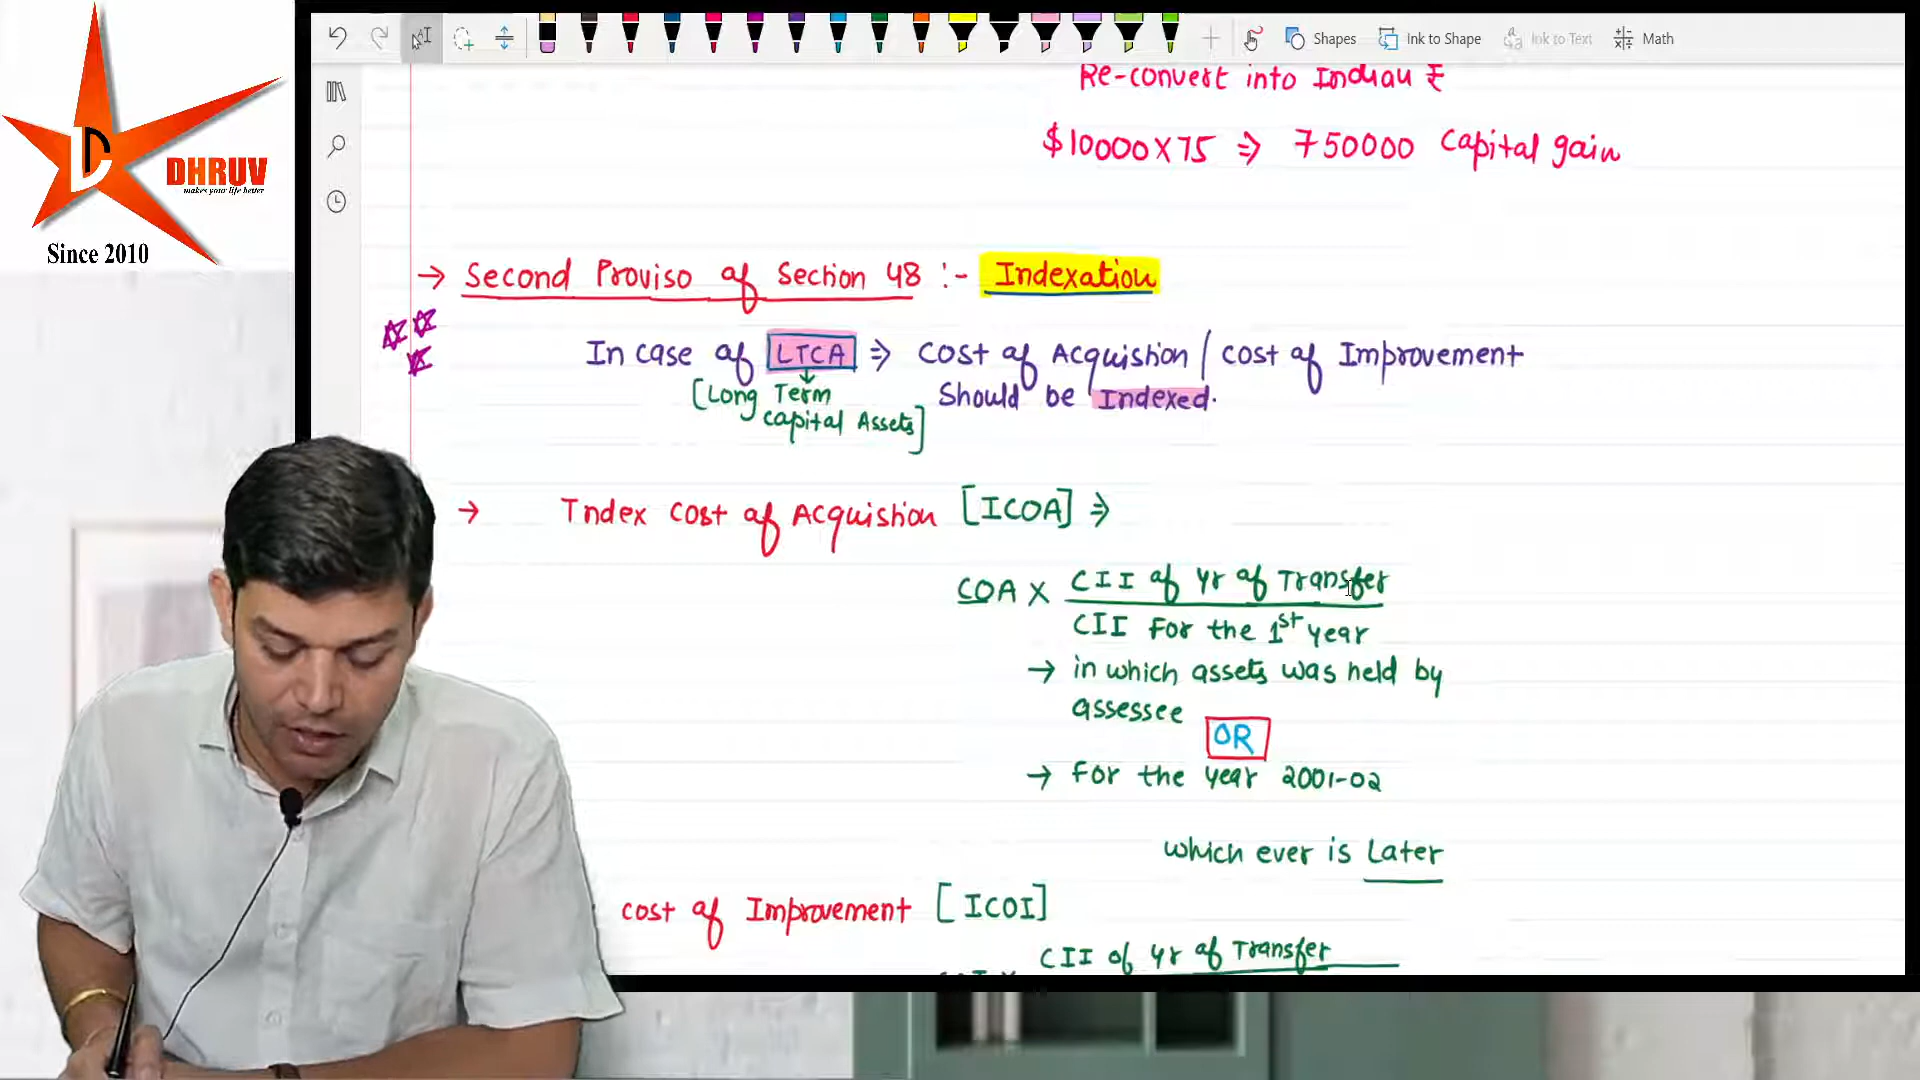 DC
DHRUV
makes your life better
Since 2010
Shapes
Ink to Shape
Ink to Text
Math
Re-convert into Indian ₹
$10000 X 75 ⇒ 750000 Capital gain
→ Second Proviso of Section 48 :- Indexation
In case of LTCA ⇒ Cost of Acquistion / Cost of Improvement
[Long Term Capital Assets]
Should be Indexed.
→ Index Cost of Acquistion [ICOA] ⇒
COA X CII of Yr of Transfer
CII For the 1st year
→ in which assets was held by
assessee
OR
→ For the year 2001-02
which ever is Later
cost of Improvement [ICOI]
CII of Yr of Transfer